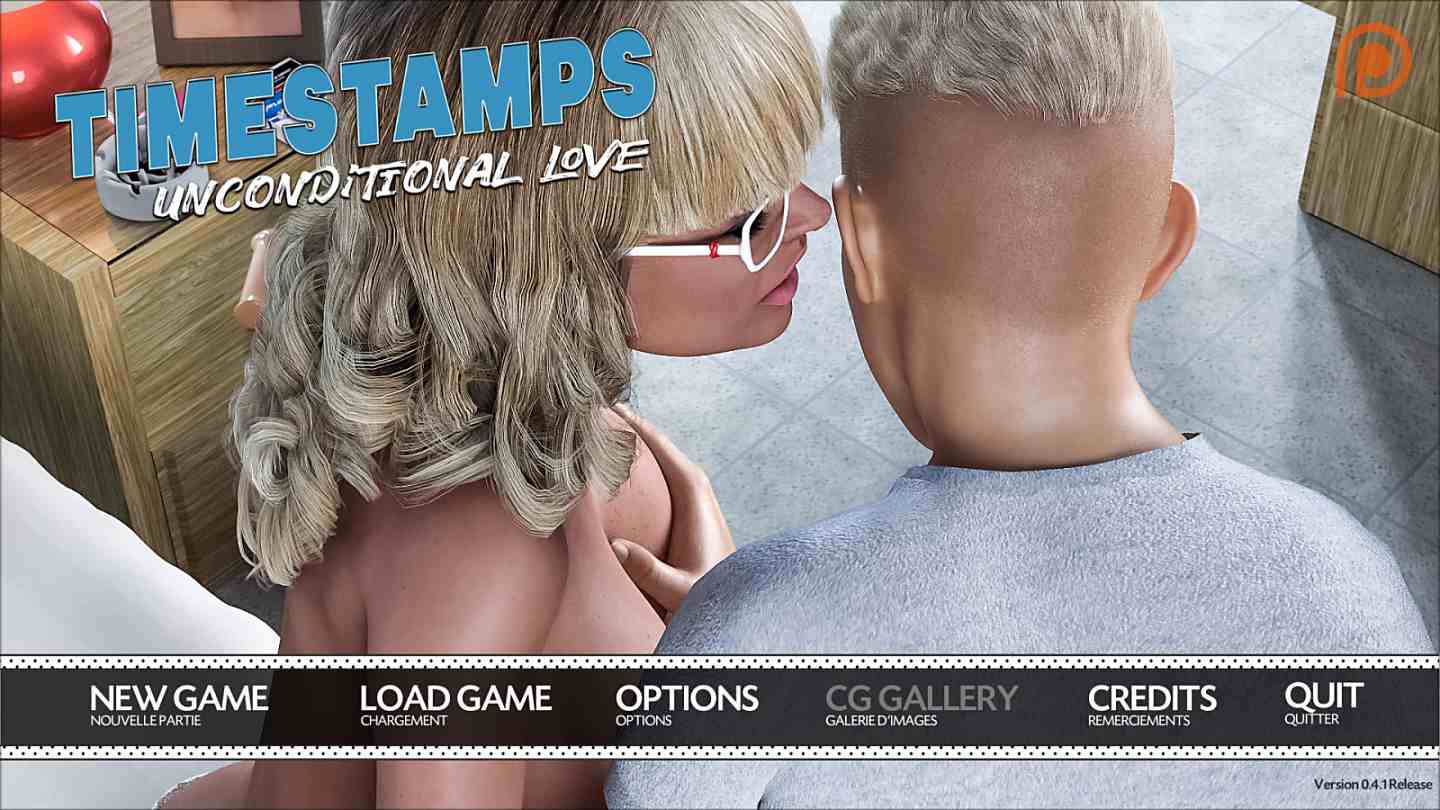 TIMESTAMPS
UNCONDITIONAL LOVE
NEW GAME
NOUVELLE PARTIE
LOAD GAME
CHARGEMENT
OPTIONS
OPTIONS
CG GALLERY
GALERIE D'IMAGES
CREDITS
REMERCIEMENTS
QUIT
QUITTER
Version 0.4.1 Release